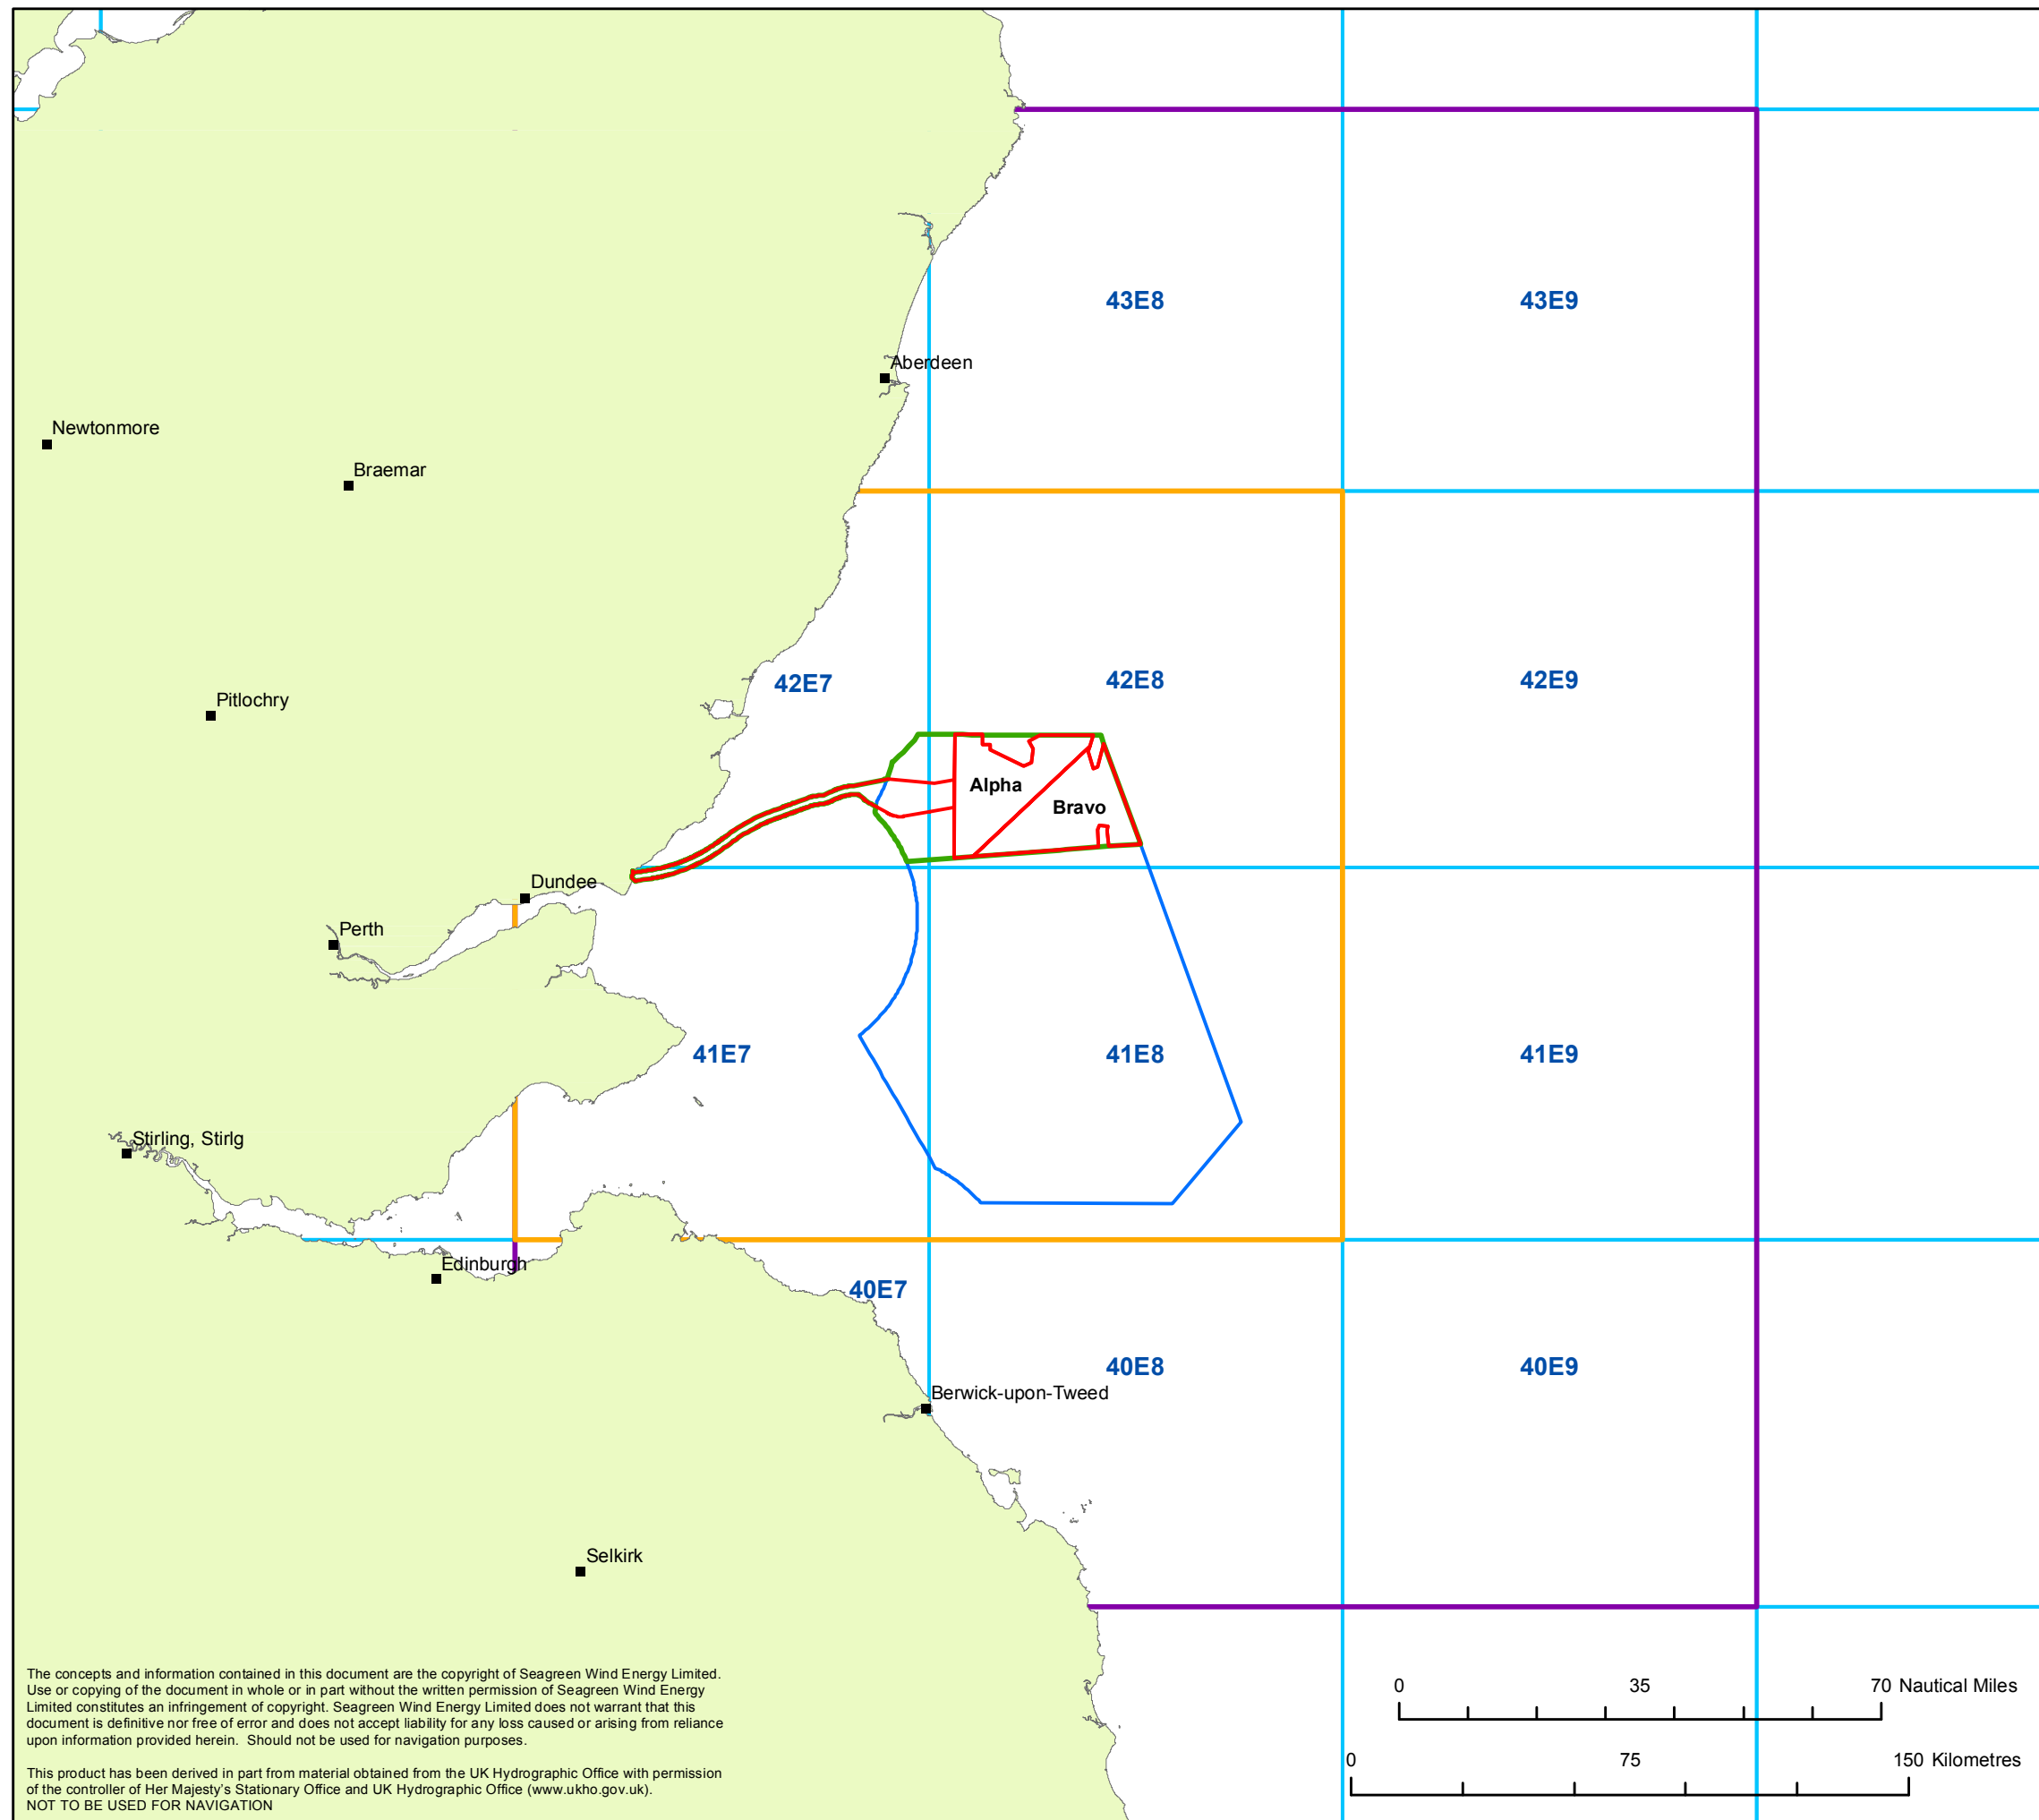 43E8
43E9
Aberdeen
Newtonmore
Braemar
42E7
42E8
42E9
Pitlochry
Alpha
Bravo
Dundee
Perth
41E7
41E8
41E9
Stirling, Stirlg
Edinburgh
40E7
40E8
40E9
Berwick-upon-Tweed
Selkirk
The concepts and information contained in this document are the copyright of Seagreen Wind Energy Limited.
Use or copying of the document in whole or in part without the written permission of Seagreen Wind Energy
Limited constitutes an infringement of copyright. Seagreen Wind Energy Limited does not warrant that this
document is definitive nor free of error and does not accept liability for any loss caused or arising from reliance
upon information provided herein. Should not be used for navigation purposes.
This product has been derived in part from material obtained from the UK Hydrographic Office with permission
of the controller of Her Majesty's Stationary Office and UK Hydrographic Office (www.ukho.gov.uk).
NOT TO BE USED FOR NAVIGATION
0 35 70 Nautical Miles
0 75 150 Kilometres